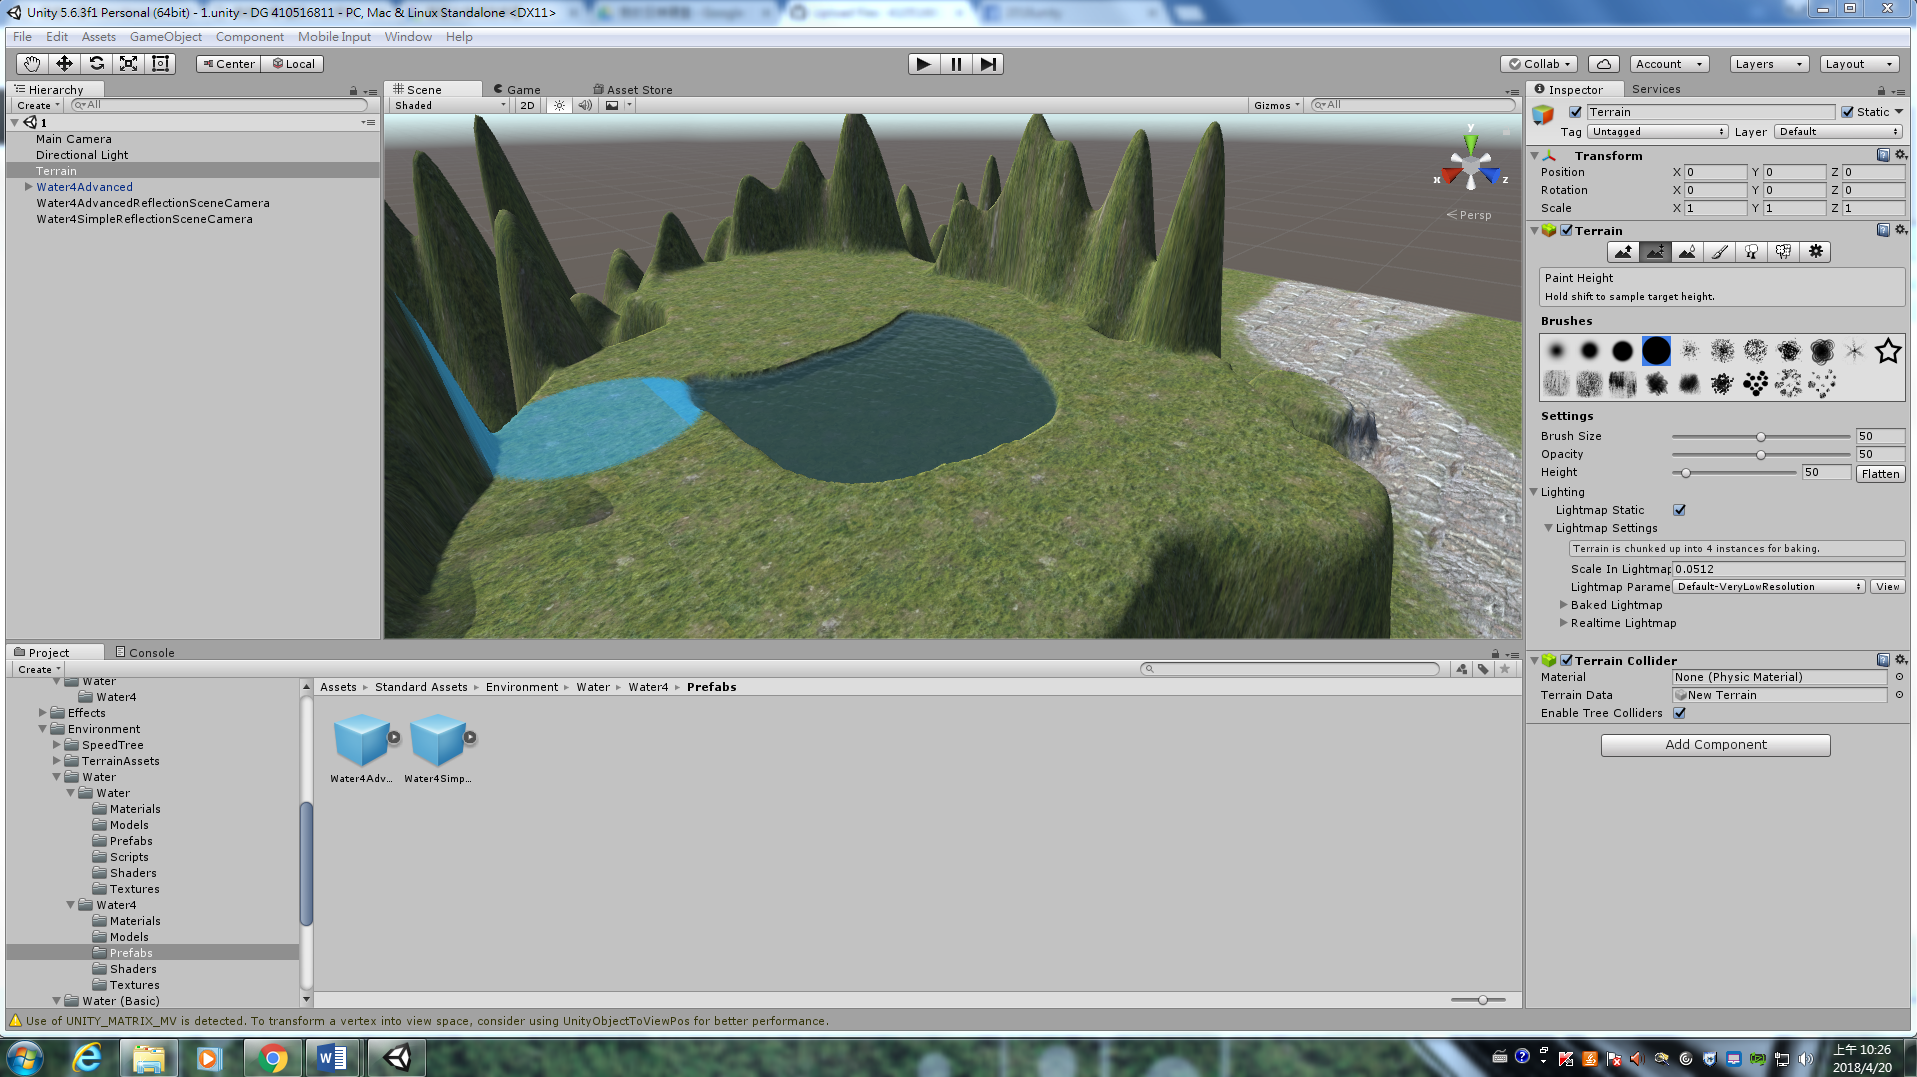 Unity 5.6.3f1 Personal (64bit) - 1.unity - DG 410516811 - PC, Mac & Linux Standalone <DX11>
File Edit Assets GameObject Component Mobile Input Window Help
Center Local Collab Account Layers Layout
Hierarchy
Create All
1
Main Camera
Directional Light
Terrain
Water4Advanced
Water4AdvancedReflectionSceneCamera
Water4SimpleReflectionSceneCamera
Scene Game Asset Store
Shaded 2D Gizmos All
y
x z
Persp
Inspector Services
Terrain Static
Tag Untagged Layer Default
Transform
Position X 0 Y 0 Z 0
Rotation X 0 Y 0 Z 0
Scale X 1 Y 1 Z 1
Terrain
Paint Height
Hold shift to sample target height.
Brushes
Settings
Brush Size 50
Opacity 50
Height 50 Flatten
Lighting
Lightmap Static
Lightmap Settings
Terrain is chunked up into 4 instances for baking.
Scale In Lightmap 0.0512
Lightmap Parame Default-VeryLowResolution View
Baked Lightmap
Realtime Lightmap
Terrain Collider
Material None (Physic Material)
Terrain Data New Terrain
Enable Tree Colliders
Add Component
Project Console
Create
Water
Water4
Effects
Environment
SpeedTree
TerrainAssets
Water
Water
Materials
Models
Prefabs
Scripts
Shaders
Textures
Water4
Materials
Models
Prefabs
Shaders
Textures
Water (Basic)
Assets Standard Assets Environment Water Water4 Prefabs
Water4Adv... Water4Simp...
Use of UNITY_MATRIX_MV is detected. To transform a vertex into view space, consider using UnityObjectToViewPos for better performance.
上午 10:26
2018/4/20